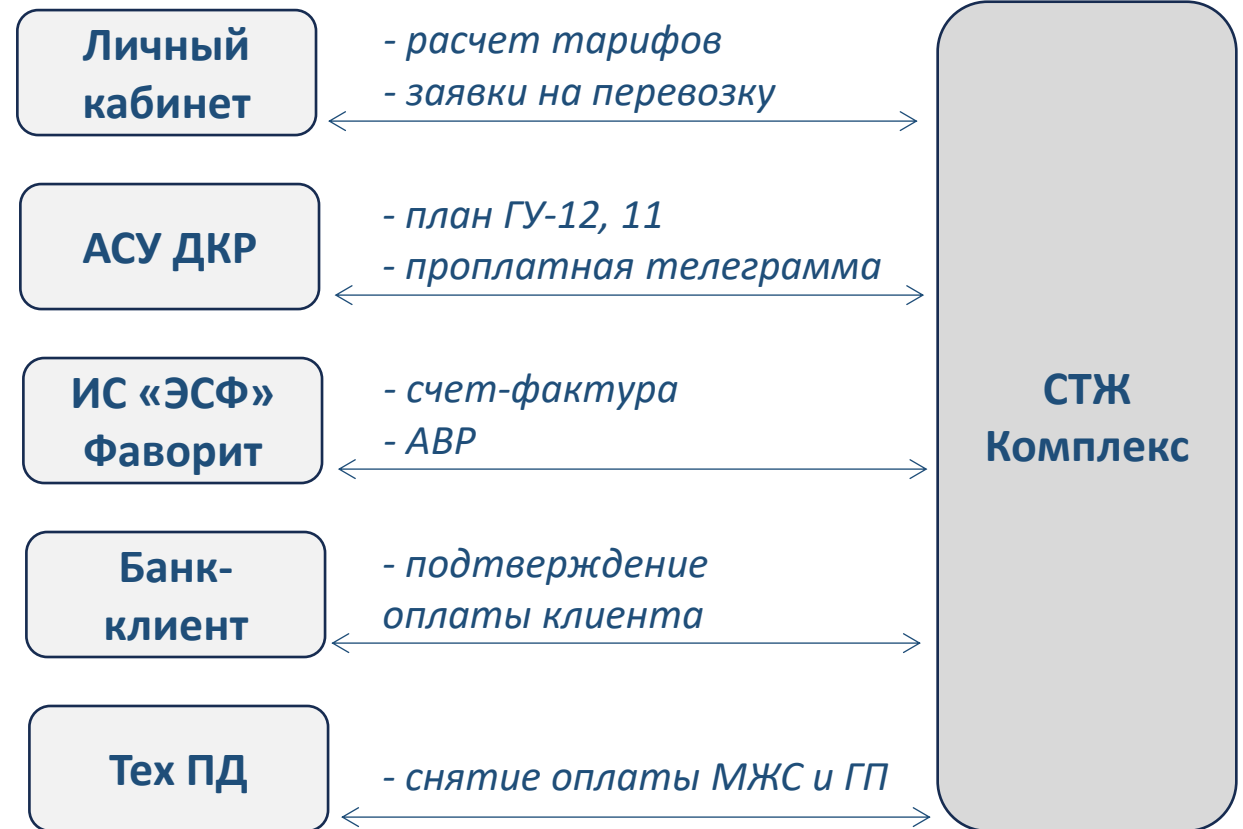 Личный
кабинет
- расчет тарифов
- заявки на перевозку
АСУ ДКР
- план ГУ-12, 11
- проплатная телеграмма
ИС «ЭСФ»
Фаворит
- счет-фактура
- АВР
Банк-
клиент
- подтверждение
оплаты клиента
Тех ПД
- снятие оплаты МЖС и ГП
СТЖ
Комплекс